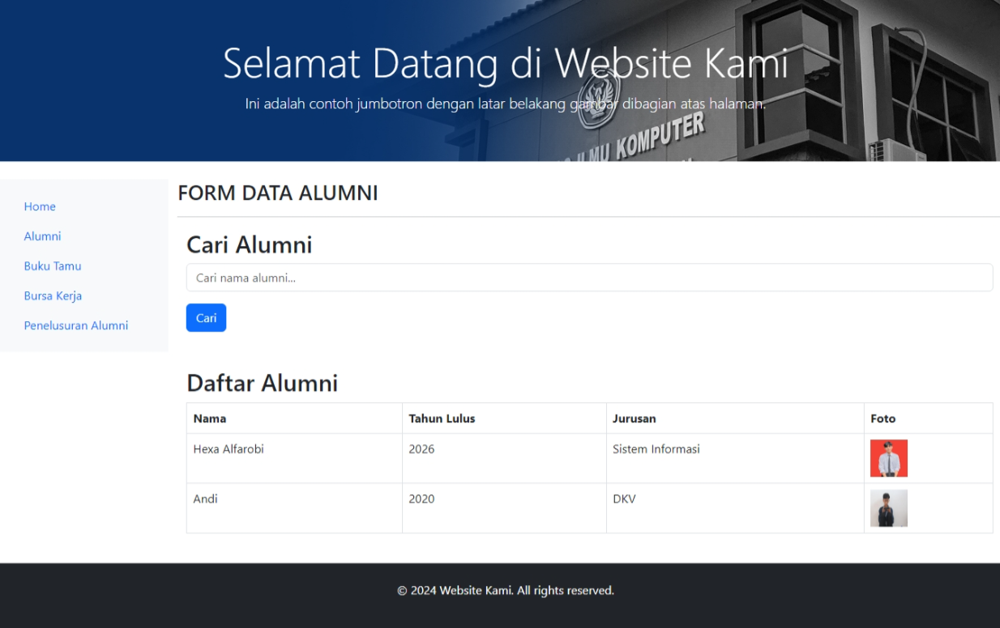 Selamat Datang di Website Kami
Ini adalah contoh jumbotron dengan latar belakang gambar dibagian atas halaman.
ILMU KOMPUTER
Home
Alumni
Buku Tamu
Bursa Kerja
Penelusuran Alumni
FORM DATA ALUMNI
Cari Alumni
Cari nama alumni...
Cari
Daftar Alumni
Nama Tahun Lulus Jurusan Foto
Hexa Alfarobi 2026 Sistem Informasi
Andi 2020 DKV
© 2024 Website Kami. All rights reserved.